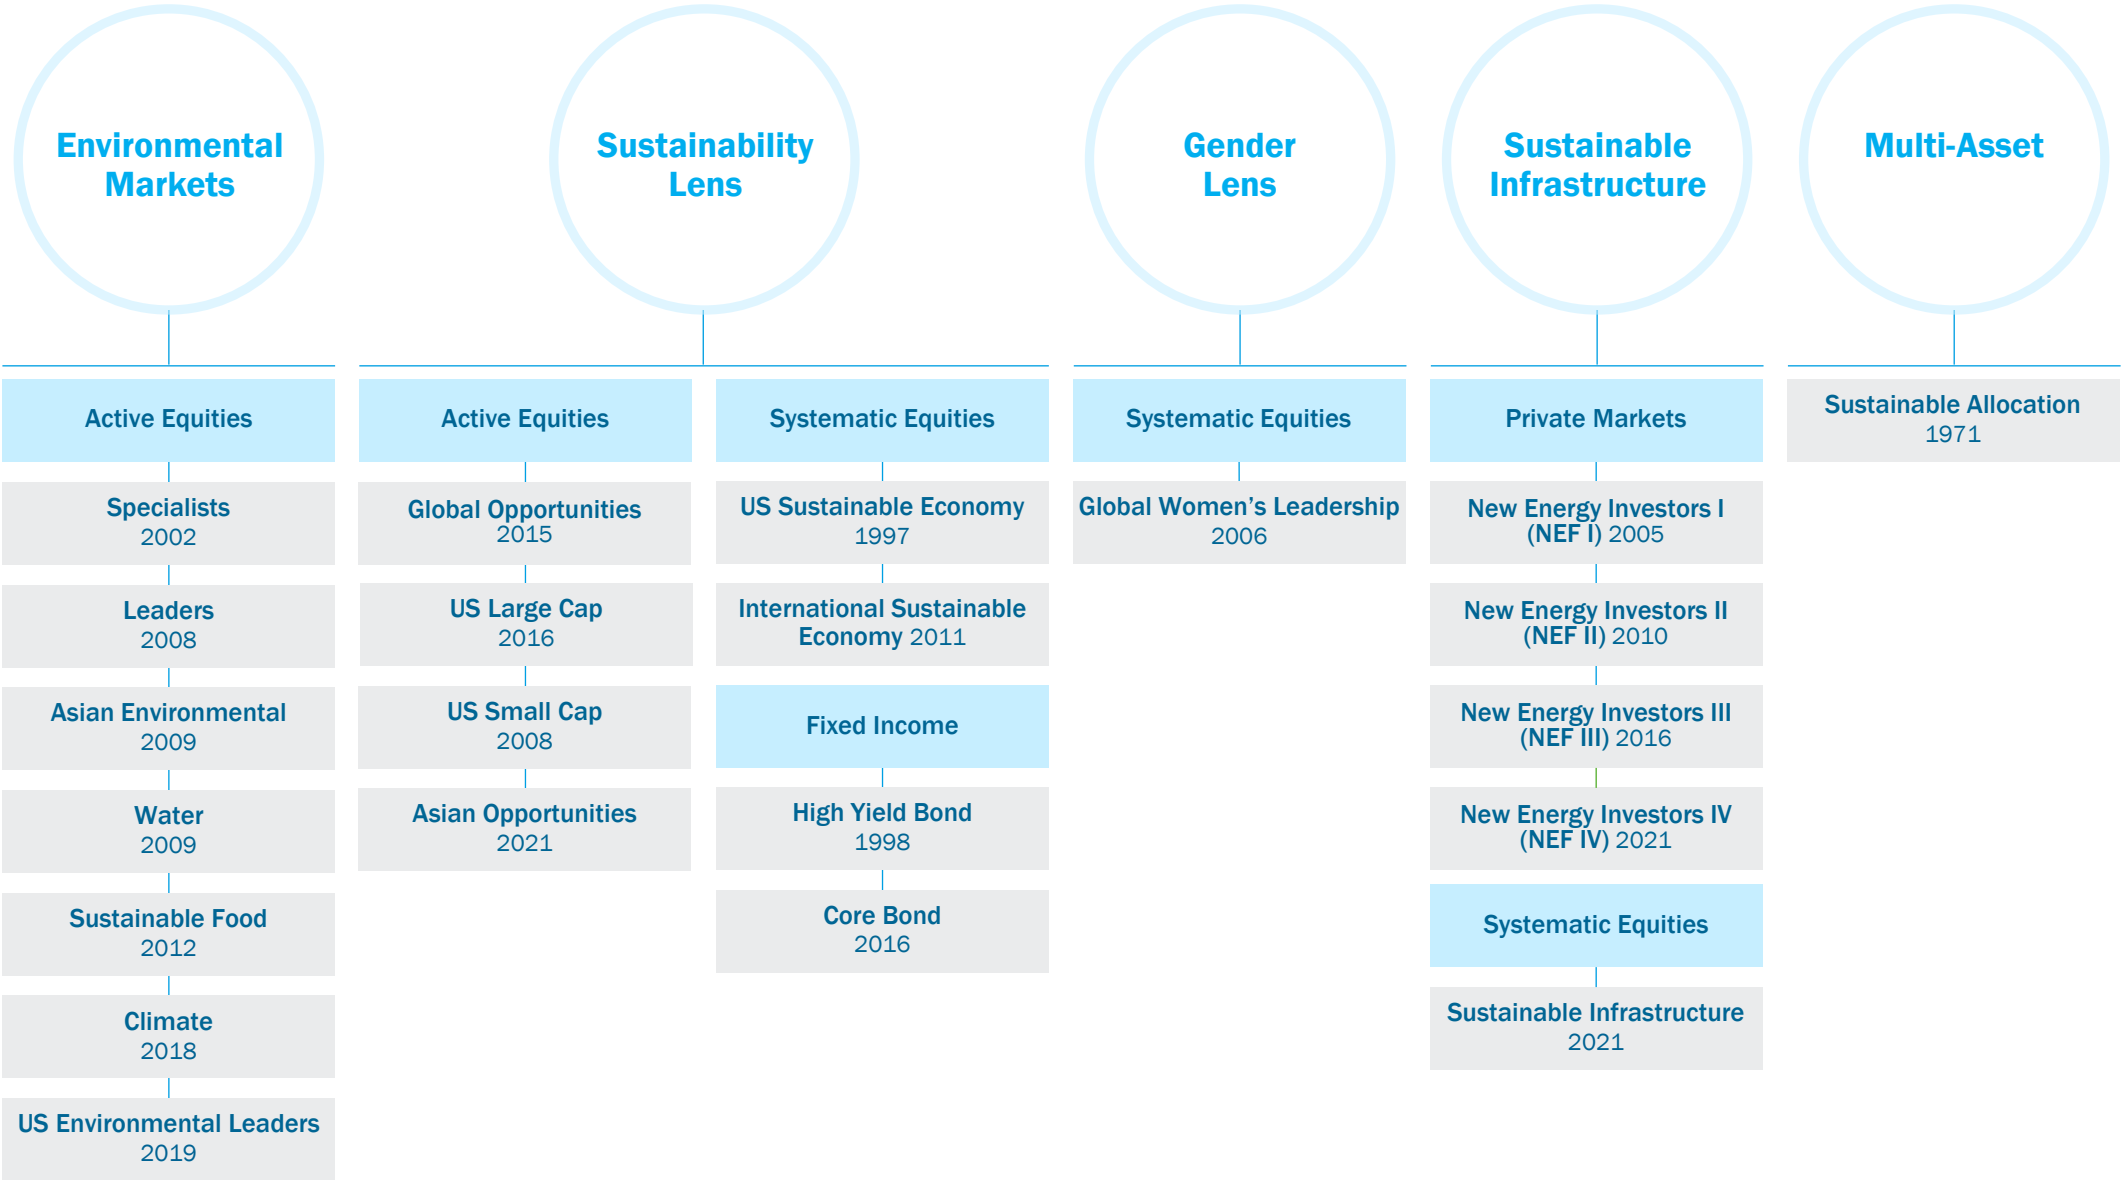 Environmental
Markets
Sustainability
Lens
Gender
Lens
Sustainable
Infrastructure
Multi-Asset
Active Equities
Specialists
2002
Leaders
2008
Asian Environmental
2009
Water
2009
Sustainable Food
2012
Climate
2018
US Environmental Leaders
2019
Active Equities
Global Opportunities
2015
US Large Cap
2016
US Small Cap
2008
Asian Opportunities
2021
Systematic Equities
US Sustainable Economy
1997
International Sustainable
Economy 2011
Fixed Income
High Yield Bond
1998
Core Bond
2016
Systematic Equities
Global Women's Leadership
2006
Private Markets
New Energy Investors I
(NEF I) 2005
New Energy Investors II
(NEF II) 2010
New Energy Investors III
(NEF III) 2016
New Energy Investors IV
(NEF IV) 2021
Systematic Equities
Sustainable Infrastructure
2021
Sustainable Allocation
1971